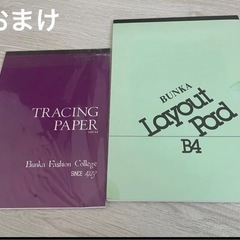 おまけ
TRACING
PAPER
Bunka Fashion College
SINCE
BUNKA
Layout
Pad
B4